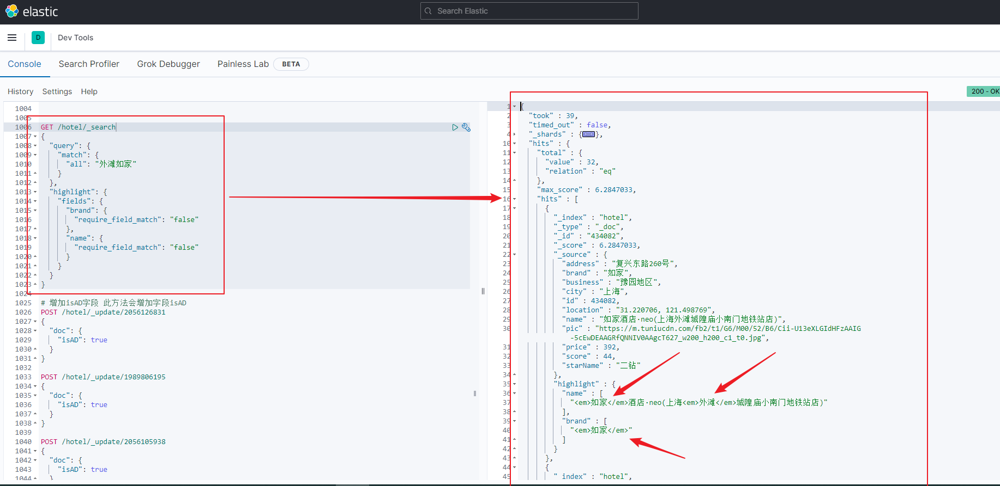 elastic
Search Elastic
D
Dev Tools
Console
Search Profiler
Grok Debugger
Painless Lab
BETA
History
Settings
Help
200 - OK
1004
1005
1006 GET /hotel/_search
1007 {
1008 "query": {
1009 "match": {
1010 "all": "外滩如家"
1011 }
1012 },
1013 "highlight": {
1014 "fields": {
1015 "brand": {
1016 "require_field_match": "false"
1017 },
1018 "name": {
1019 "require_field_match": "false"
1020 }
1021 }
1022 }
1023 }
1024
1025 # 增加isAD字段 此方法会增加字段isAD
1026 POST /hotel/_update/2056126831
1027 {
1028 "doc": {
1029 "isAD": true
1030 }
1031 }
1032
1033 POST /hotel/_update/1989806195
1034 {
1035 "doc": {
1036 "isAD": true
1037 }
1038 }
1039
1040 POST /hotel/_update/2056105938
1041 {
1042 "doc": {
1043 "isAD": true
1044 }
1 {
2 "took" : 39,
3 "timed_out" : false,
4 "_shards" : {},
10 "hits" : {
11 "total" : {
12 "value" : 32,
13 "relation" : "eq"
14 },
15 "max_score" : 6.2847033,
16 "hits" : [
17 {
18 "_index" : "hotel",
19 "_type" : "_doc",
20 "_id" : "434082",
21 "_score" : 6.2847033,
22 "_source" : {
23 "address" : "复兴东路260号",
24 "brand" : "如家",
25 "business" : "豫园地区",
26 "city" : "上海",
27 "id" : 434082,
28 "location" : "31.220706, 121.498769",
29 "name" : "如家酒店·neo(上海外滩城隍庙小南门地铁站店)",
30 "pic" : "https://m.tuniucdn.com/fb2/t1/G6/M00/52/B6/Cii-U13eXLGIdHFzAAIG
-5cEwDEAAGRfQNNIV0AAgcT627_w200_h200_c1_t0.jpg",
31 "price" : 392,
32 "score" : 44,
33 "starName" : "二钻"
34 },
35 "highlight" : {
36 "name" : [
37 "<em>如家</em>酒店·neo(上海<em>外滩</em>城隍庙小南门地铁站店)"
38 ],
39 "brand" : [
40 "<em>如家</em>"
41 ]
42 }
43 },
44 {
45 "_index" : "hotel",